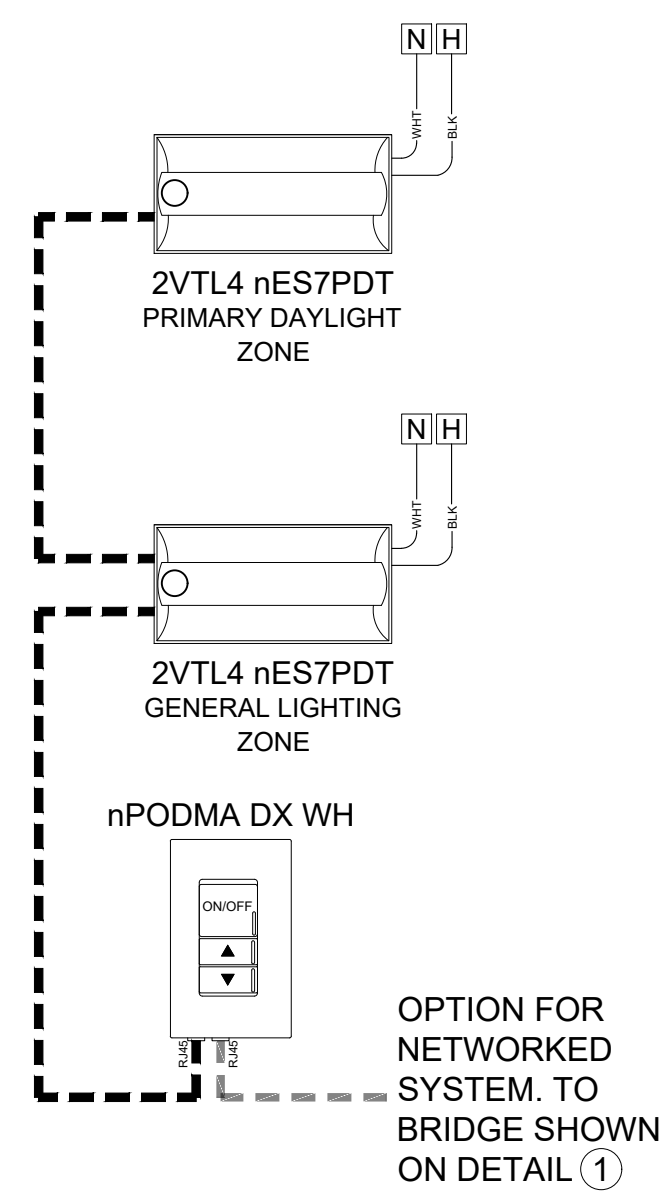 N H
WHT
BLK
2VTL4 nES7PDT
PRIMARY DAYLIGHT
ZONE
N H
WHT
BLK
2VTL4 nES7PDT
GENERAL LIGHTING
ZONE
nPODMA DX WH
ON/OFF
RJ45
RJ45
OPTION FOR
NETWORKED
SYSTEM. TO
BRIDGE SHOWN
ON DETAIL 1